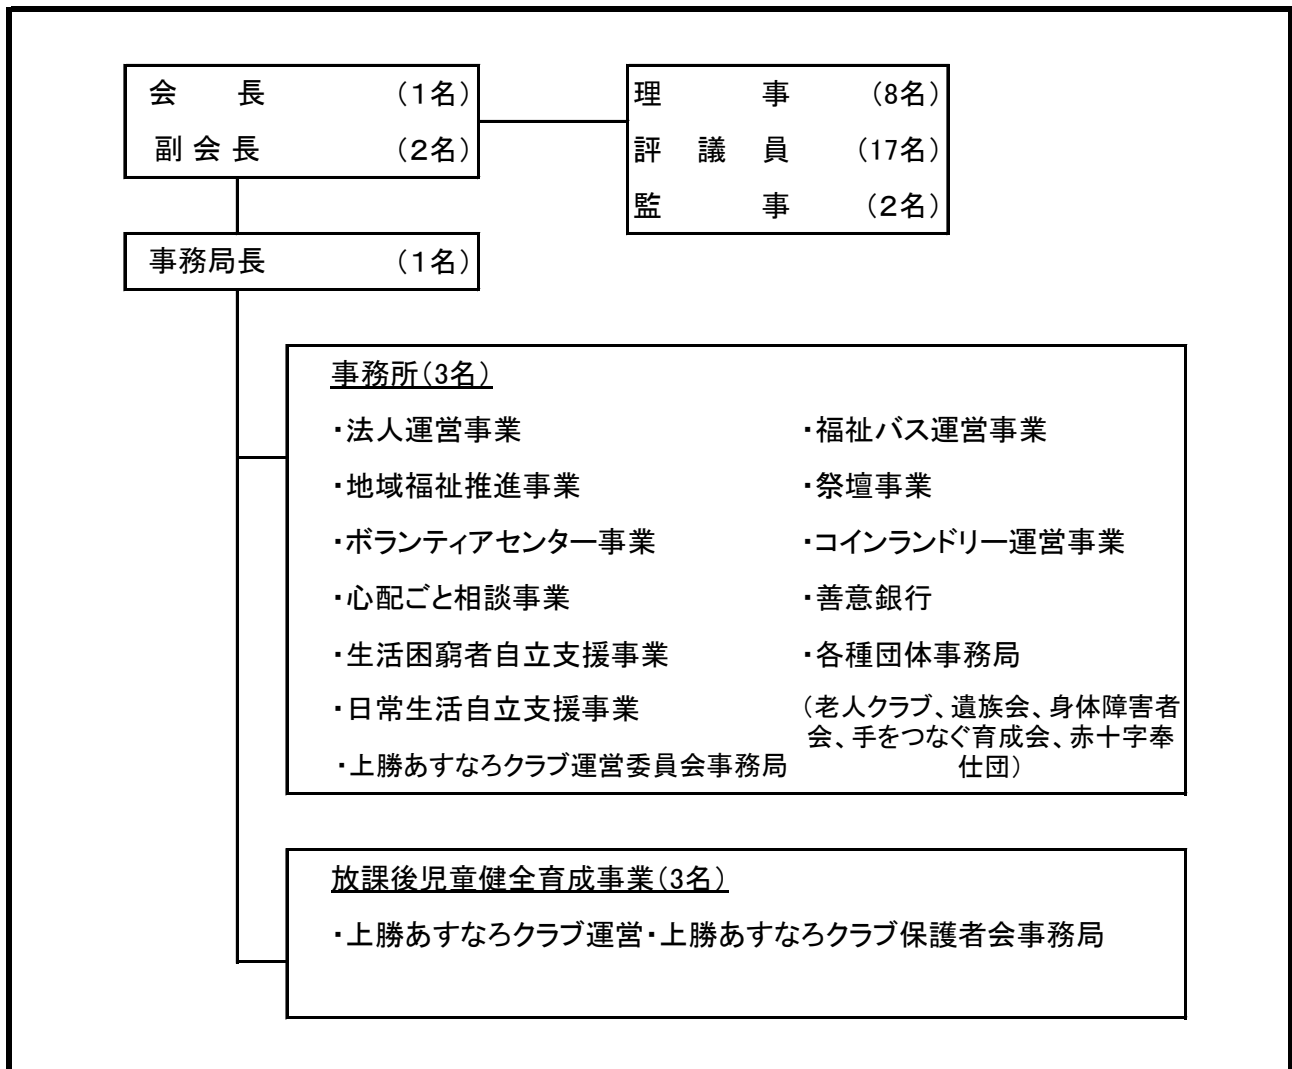 会長 (1名)
副会長 (2名)
理事 (8名)
評議員 (17名)
監事 (2名)
事務局長 (1名)
事務所(3名)
・法人運営事業
・地域福祉推進事業
・ボランティアセンター事業
・心配ごと相談事業
・生活困窮者自立支援事業
・日常生活自立支援事業
・上勝あすなろクラブ運営委員会事務局
・福祉バス運営事業
・祭壇事業
・コインランドリー運営事業
・善意銀行
・各種団体事務局
(老人クラブ、遺族会、身体障害者
会、手をつなぐ育成会、赤十字奉
仕団)
放課後児童健全育成事業(3名)
・上勝あすなろクラブ運営・上勝あすなろクラブ保護者会事務局